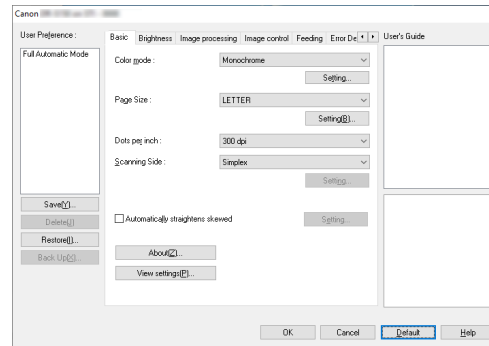 Canon
User Preference :
Full Automatic Mode
Save(Y)...
Delete(J)
Restore(I)...
Back Up(X)...
Basic
Brightness
Image processing
Image control
Feeding
Error De
Color mode :
Monochrome
Setting...
Page Size :
LETTER
Setting(B)...
Dots per inch :
300 dpi
Scanning Side :
Simplex
Setting...
Automatically straightens skewed
Setting...
About(Z)...
View settings(P)...
User's Guide
OK
Cancel
Default
Help